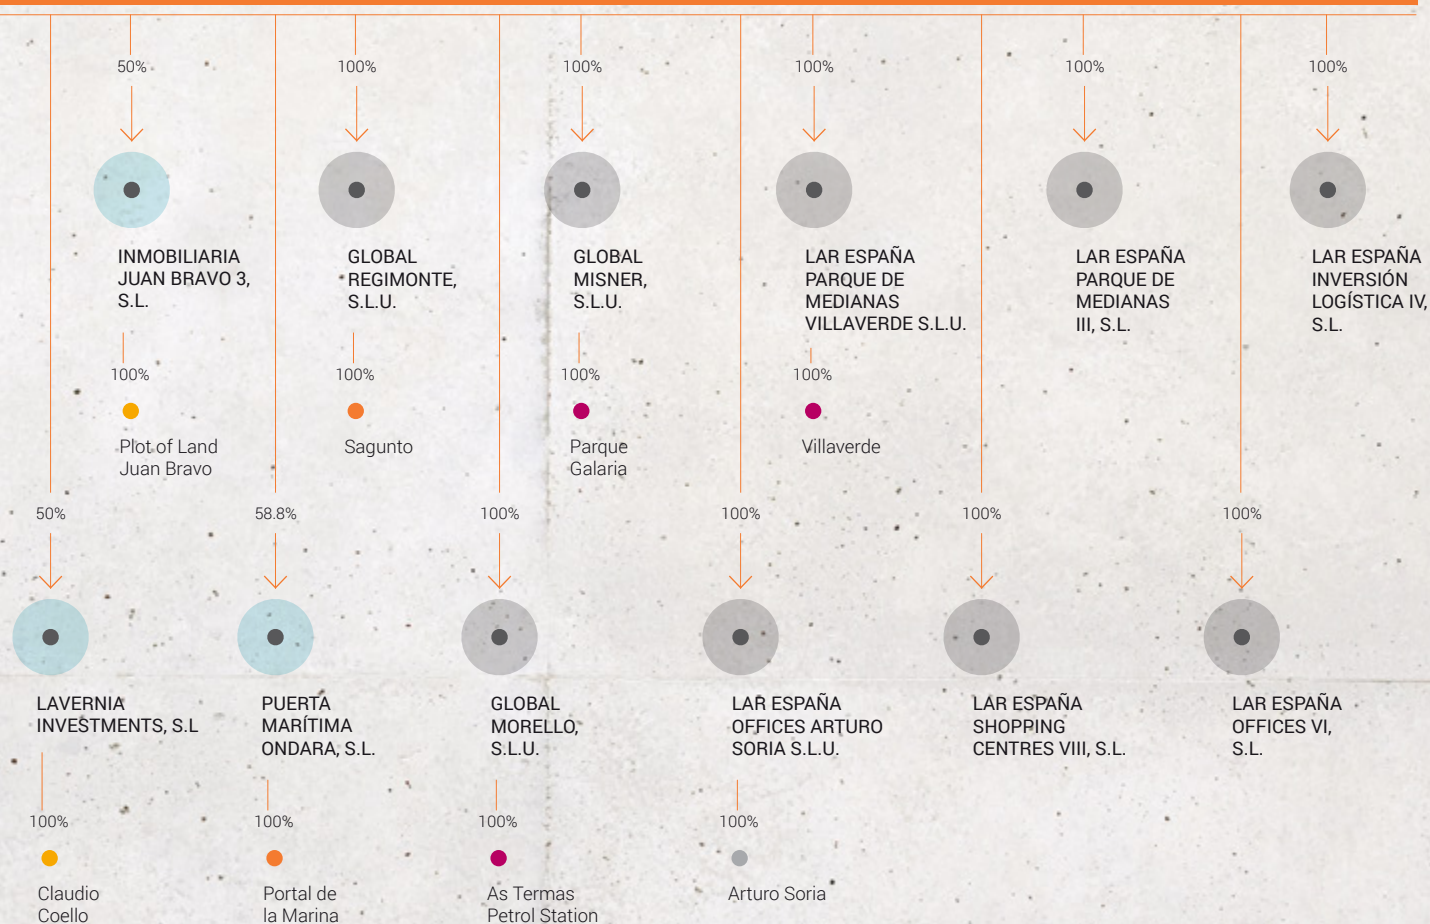 50%
100%
100%
100%
100%
100%
INMOBILIARIA
JUAN BRAVO 3,
S.L.
GLOBAL
REGIMONTE,
S.L.U.
GLOBAL
MISNER,
S.L.U.
LAR ESPAÑA
PARQUE DE
MEDIANAS
VILLAVERDE S.L.U.
LAR ESPAÑA
PARQUE DE
MEDIANAS
III, S.L.
LAR ESPAÑA
INVERSIÓN
LOGÍSTICA IV,
S.L.
100%
100%
100%
100%
Plot of Land
Juan Bravo
Sagunto
Parque
Galaria
Villaverde
50%
58.8%
100%
100%
100%
100%
LAVERNIA
INVESTMENTS, S.L
PUERTA
MARÍTIMA
ONDARA, S.L.
GLOBAL
MORELLO,
S.L.U.
LAR ESPAÑA
OFFICES ARTURO
SORIA S.L.U.
LAR ESPAÑA
SHOPPING
CENTRES VIII, S.L.
LAR ESPAÑA
OFFICES VI,
S.L.
100%
100%
100%
100%
Claudio
Coello
Portal de
la Marina
As Termas
Petrol Station
Arturo Soria